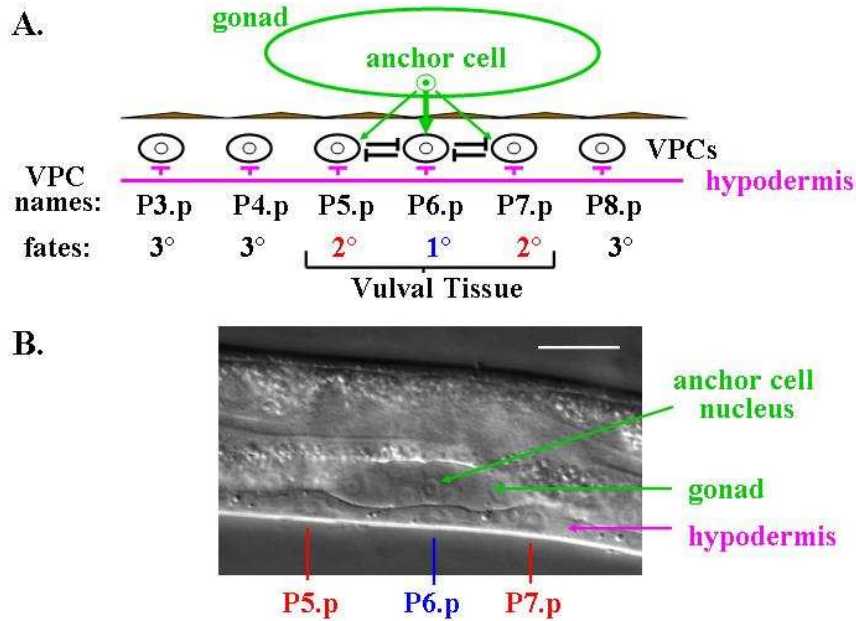 A.
gonad
anchor cell
VPCs
VPC
names:
hypodermis
P3.p P4.p P5.p P6.p P7.p P8.p
fates: 3° 3° 2° 1° 2° 3°
Vulval Tissue
B.
anchor cell
nucleus
gonad
hypodermis
P5.p P6.p P7.p